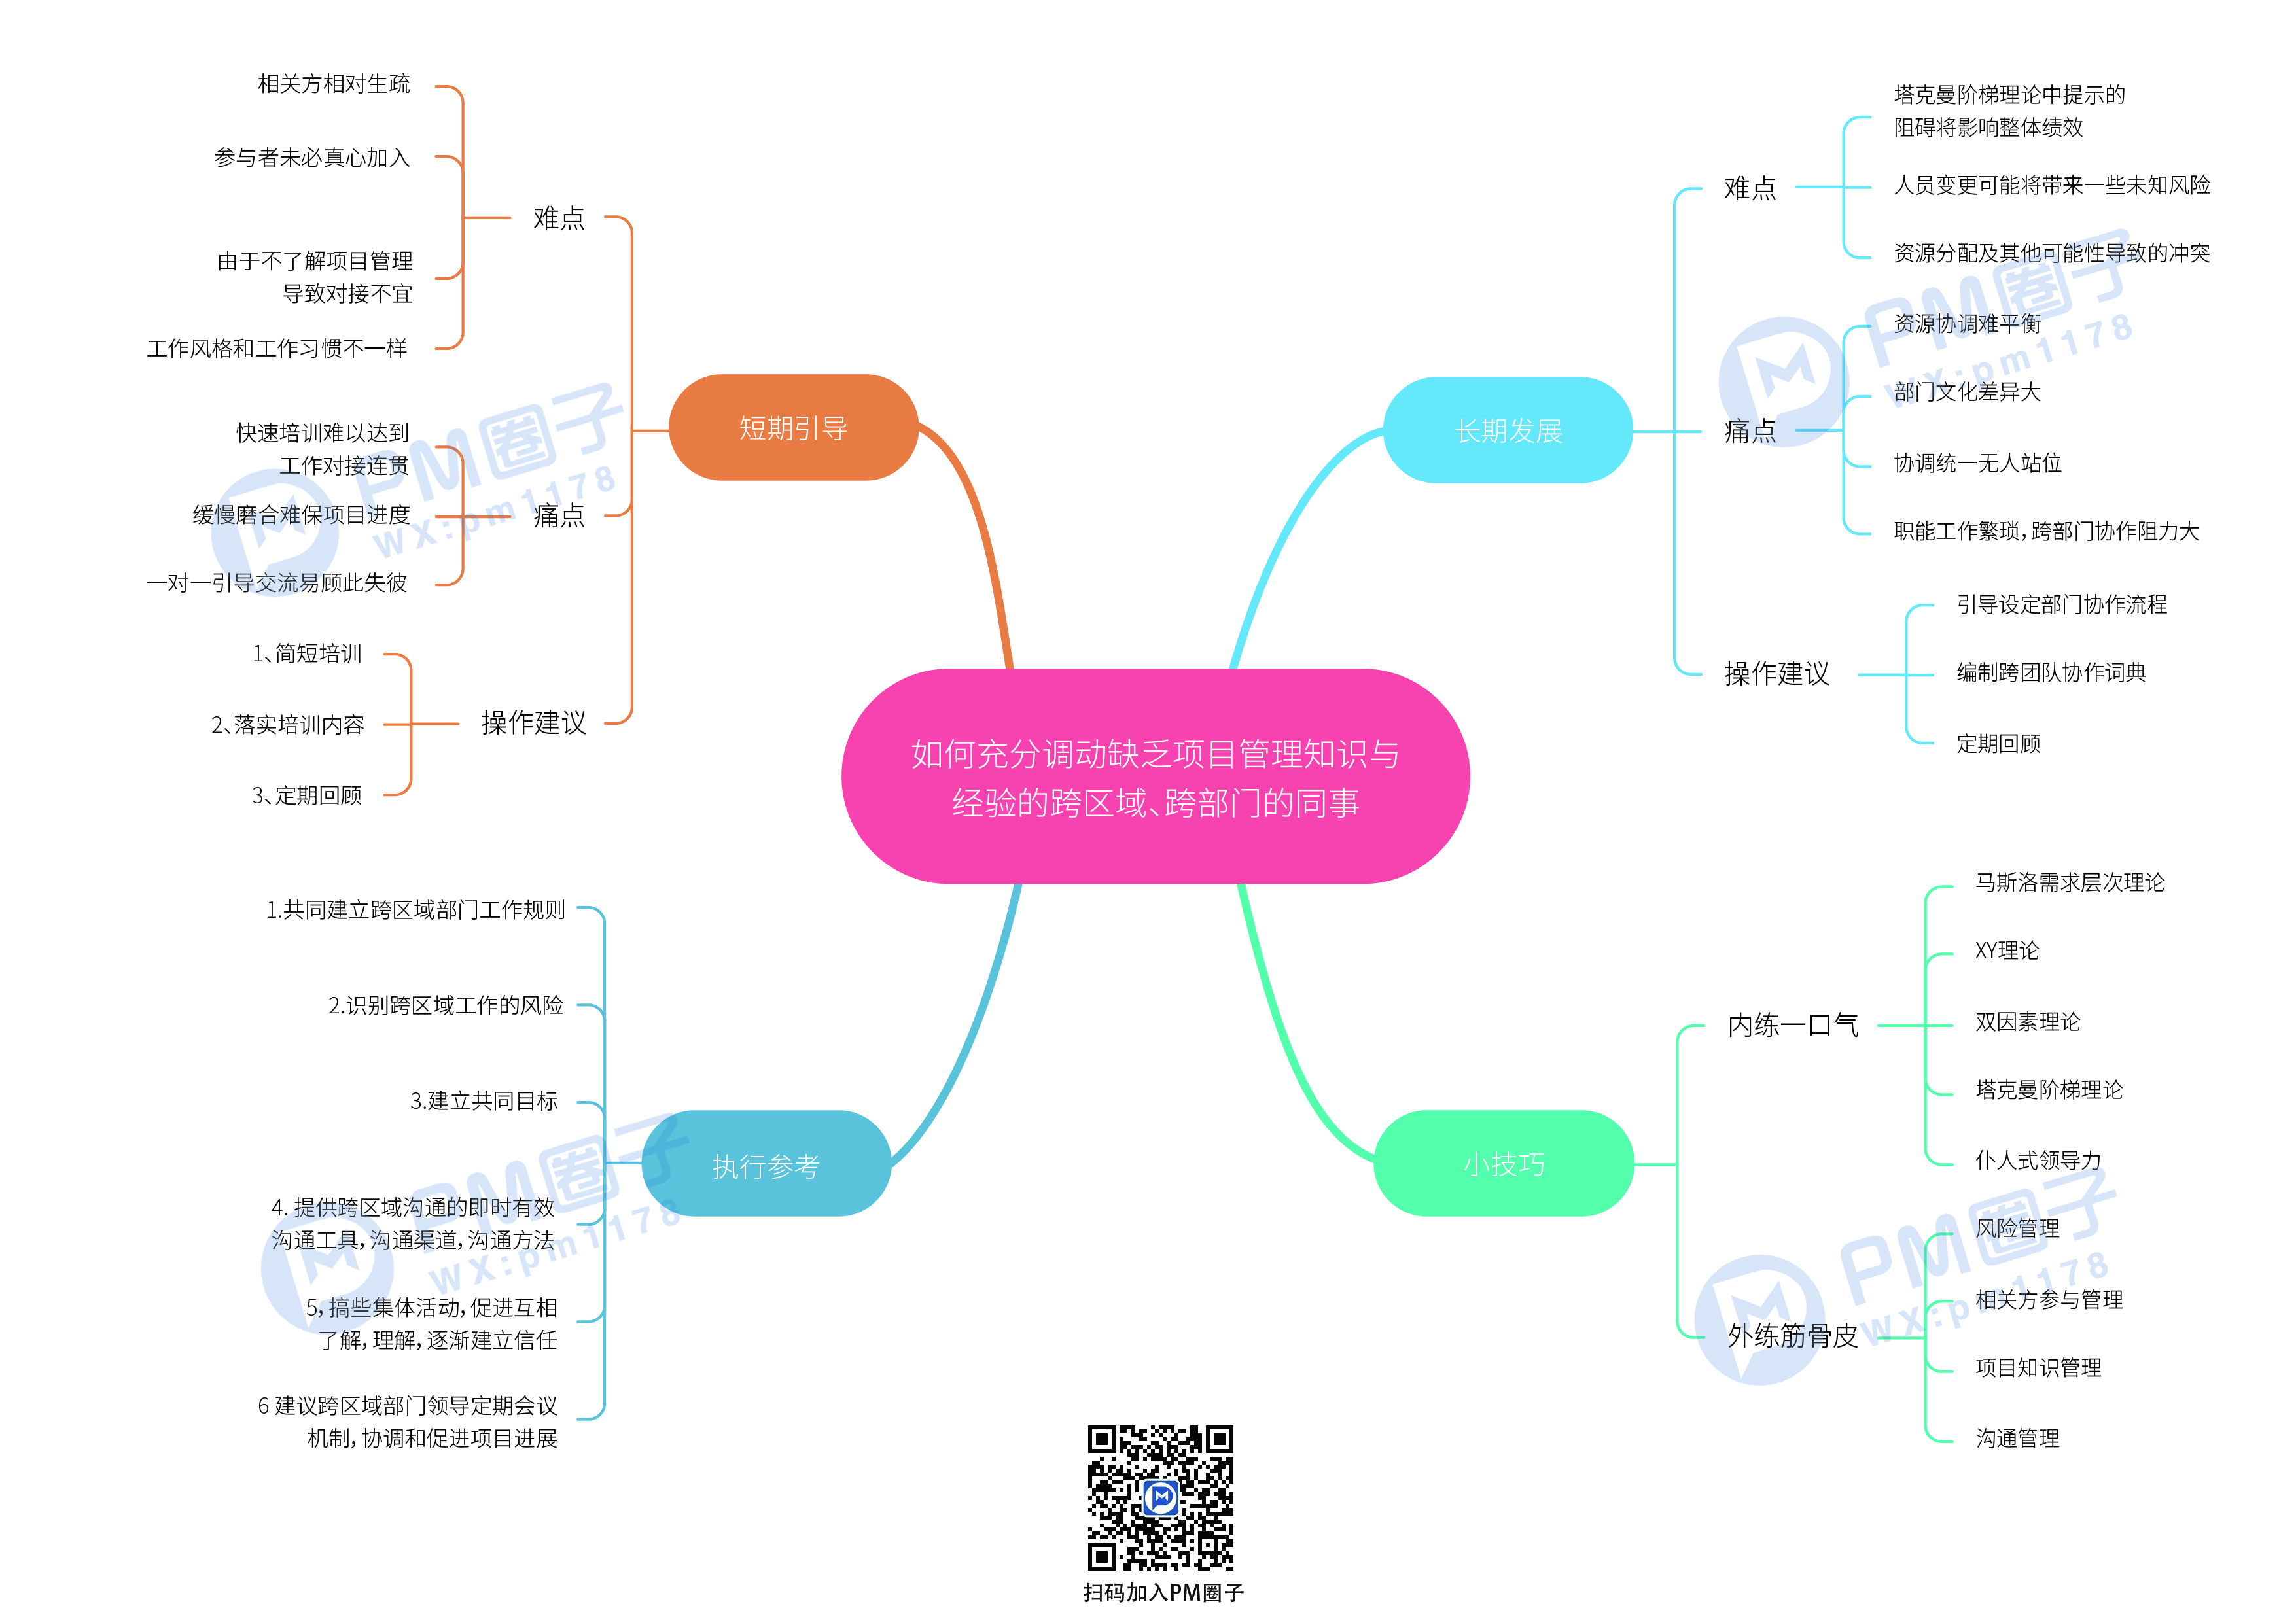 如何充分调动缺乏项目管理知识与
经验的跨区域、跨部门的同事
短期引导
难点
相关方相对生疏
参与者未必真心加入
由于不了解项目管理
导致对接不宜
工作风格和工作习惯不一样
痛点
快速培训难以达到
工作对接连贯
缓慢磨合难保项目进度
一对一引导交流易顾此失彼
操作建议
1、简短培训
2、落实培训内容
3、定期回顾
长期发展
难点
塔克曼阶梯理论中提示的
阻碍将影响整体绩效
人员变更可能将带来一些未知风险
资源分配及其他可能性导致的冲突
痛点
资源协调难平衡
部门文化差异大
协调统一无人站位
职能工作繁琐，跨部门协作阻力大
操作建议
引导设定部门协作流程
编制跨团队协作词典
定期回顾
执行参考
1.共同建立跨区域部门工作规则
2.识别跨区域工作的风险
3.建立共同目标
4. 提供跨区域沟通的即时有效
沟通工具，沟通渠道，沟通方法
5，搞些集体活动，促进互相
了解，理解，逐渐建立信任
6 建议跨区域部门领导定期会议
机制，协调和促进项目进展
小技巧
内练一口气
马斯洛需求层次理论
XY理论
双因素理论
塔克曼阶梯理论
仆人式领导力
外练筋骨皮
风险管理
相关方参与管理
项目知识管理
沟通管理
扫码加入PM圈子
PM圈子
WX:pm1178
PM圈子
WX:pm1178
PM圈子
WX:pm1178
PM圈子
WX:pm1178